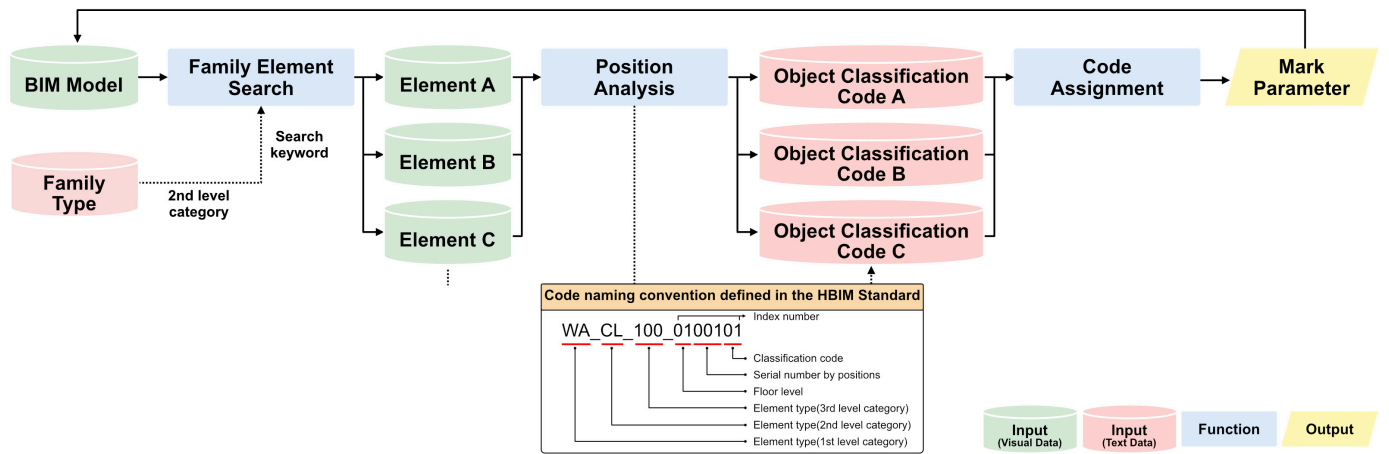 BIM Model
Family Element
Search
Element A
Position
Analysis
Object Classification
Code A
Code
Assignment
Mark
Parameter
Search
keyword
Family
Type
2nd level
category
Element B
Object Classification
Code B
Element C
Object Classification
Code C
Code naming convention defined in the HBIM Standard
Index number
WA_CL_100_0100101
Classification code
Serial number by positions
Floor level
Element type(3rd level category)
Element type(2nd level category)
Element type(1st level category)
Input
(Visual Data)
Input
(Text Data)
Function
Output